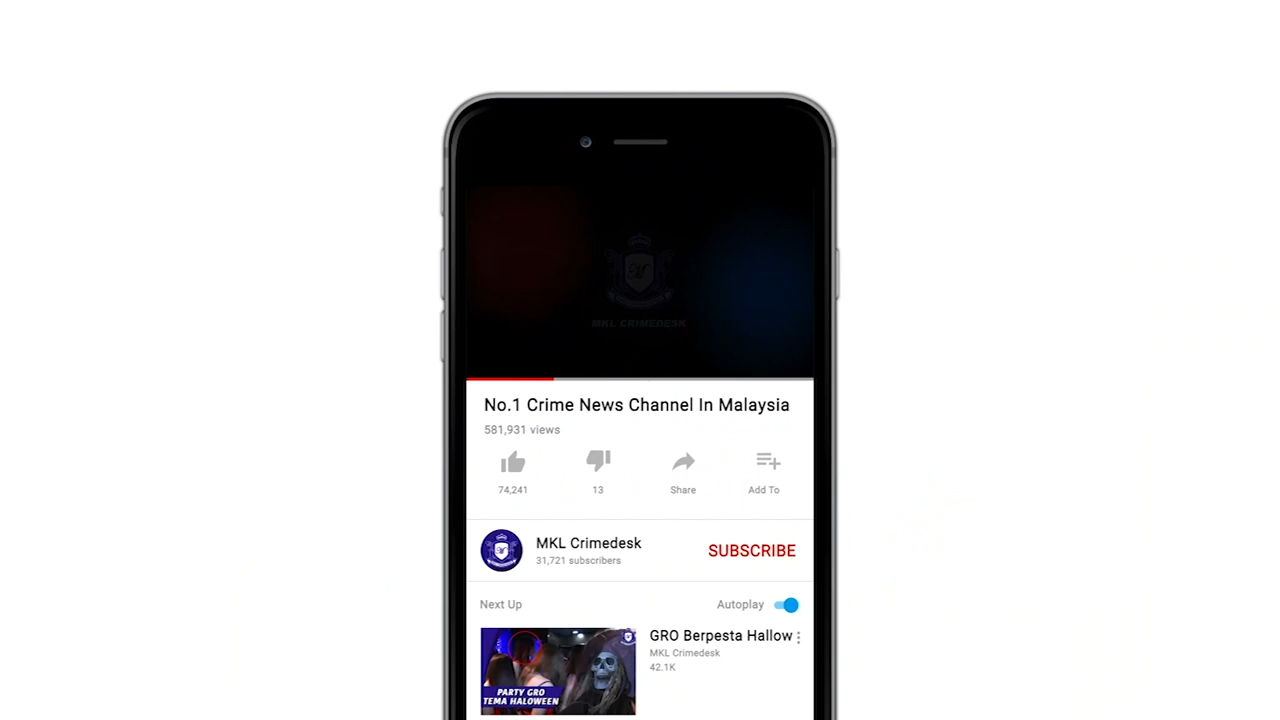 MKL CRIMEDESK
No.1 Crime News Channel In Malaysia
581,931 views
74,241
13
Share
Add To
MKL Crimedesk
31,721 subscribers
SUBSCRIBE
Next Up
Autoplay
GRO Berpesta Hallow
MKL Crimedesk
42.1K
PARTY GRO
TEMA HALOWEEN